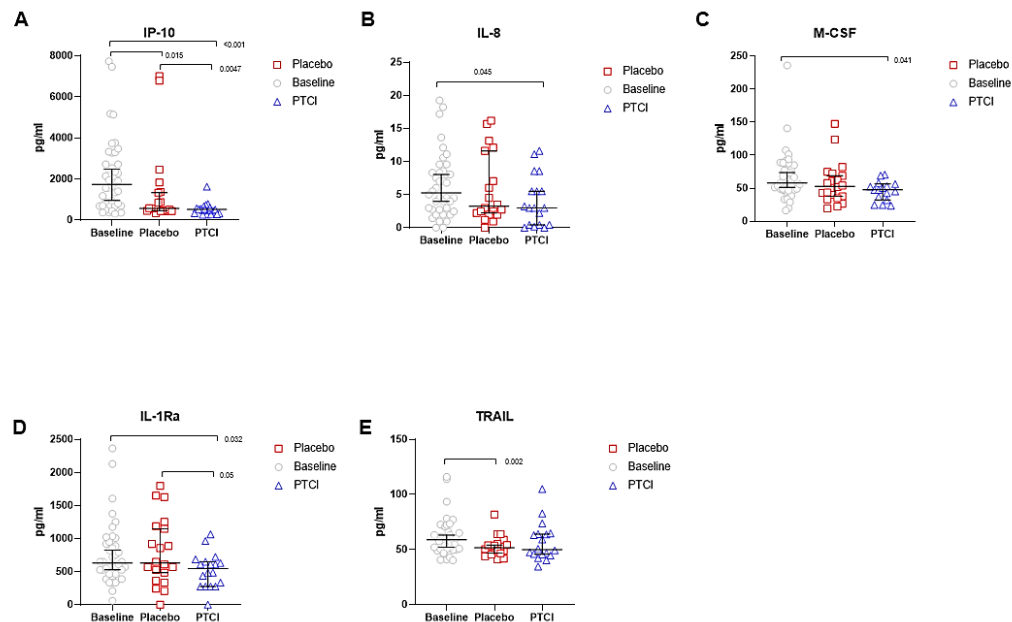 A
IP-10
8000
6000
4000
2000
0
pg/ml
<0.001
0.015
0.0047
Baseline Placebo PTCI
Placebo
Baseline
PTCI
B
IL-8
25
20
15
10
5
0
pg/ml
0.045
Baseline Placebo PTCI
Placebo
Baseline
PTCI
C
M-CSF
250
200
150
100
50
0
pg/ml
0.041
Baseline Placebo PTCI
Placebo
Baseline
PTCI
D
IL-1Ra
2500
2000
1500
1000
500
0
pg/ml
0.032
0.05
Baseline Placebo PTCI
Placebo
Baseline
PTCI
E
TRAIL
150
100
50
0
pg/ml
0.002
Baseline Placebo PTCI
Placebo
Baseline
PTCI